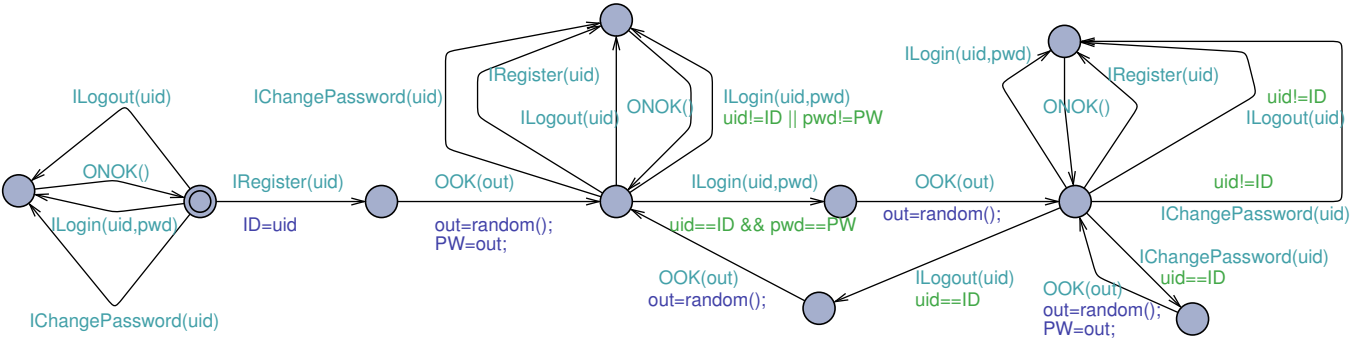 ILogout(uid)
ONOK()
ILogin(uid,pwd)
IChangePassword(uid)
IRegister(uid)
ID=uid
OOK(out)
out=random();
PW=out;
IChangePassword(uid)
IRegister(uid)
ILogout(uid)
ONOK()
ILogin(uid,pwd)
uid!=ID || pwd!=PW
ILogin(uid,pwd)
uid==ID && pwd==PW
OOK(out)
out=random();
OOK(out)
out=random();
ILogout(uid)
uid==ID
ILogin(uid,pwd)
IRegister(uid)
ONOK()
uid!=ID
ILogout(uid)
uid!=ID
IChangePassword(uid)
IChangePassword(uid)
uid==ID
OOK(out)
out=random();
PW=out;